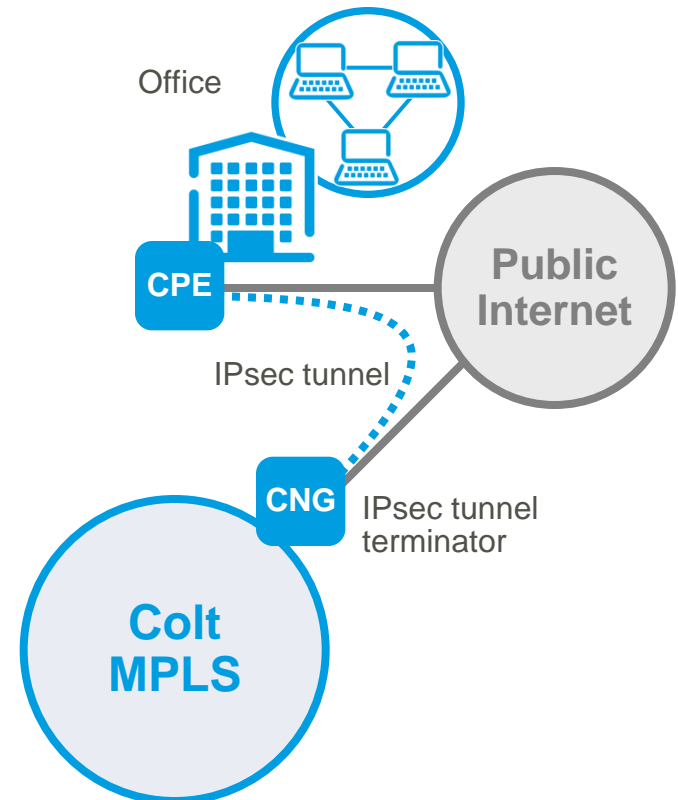 Office
CPE
Public
Internet
IPsec tunnel
CNG
IPsec tunnel
terminator
Colt
MPLS